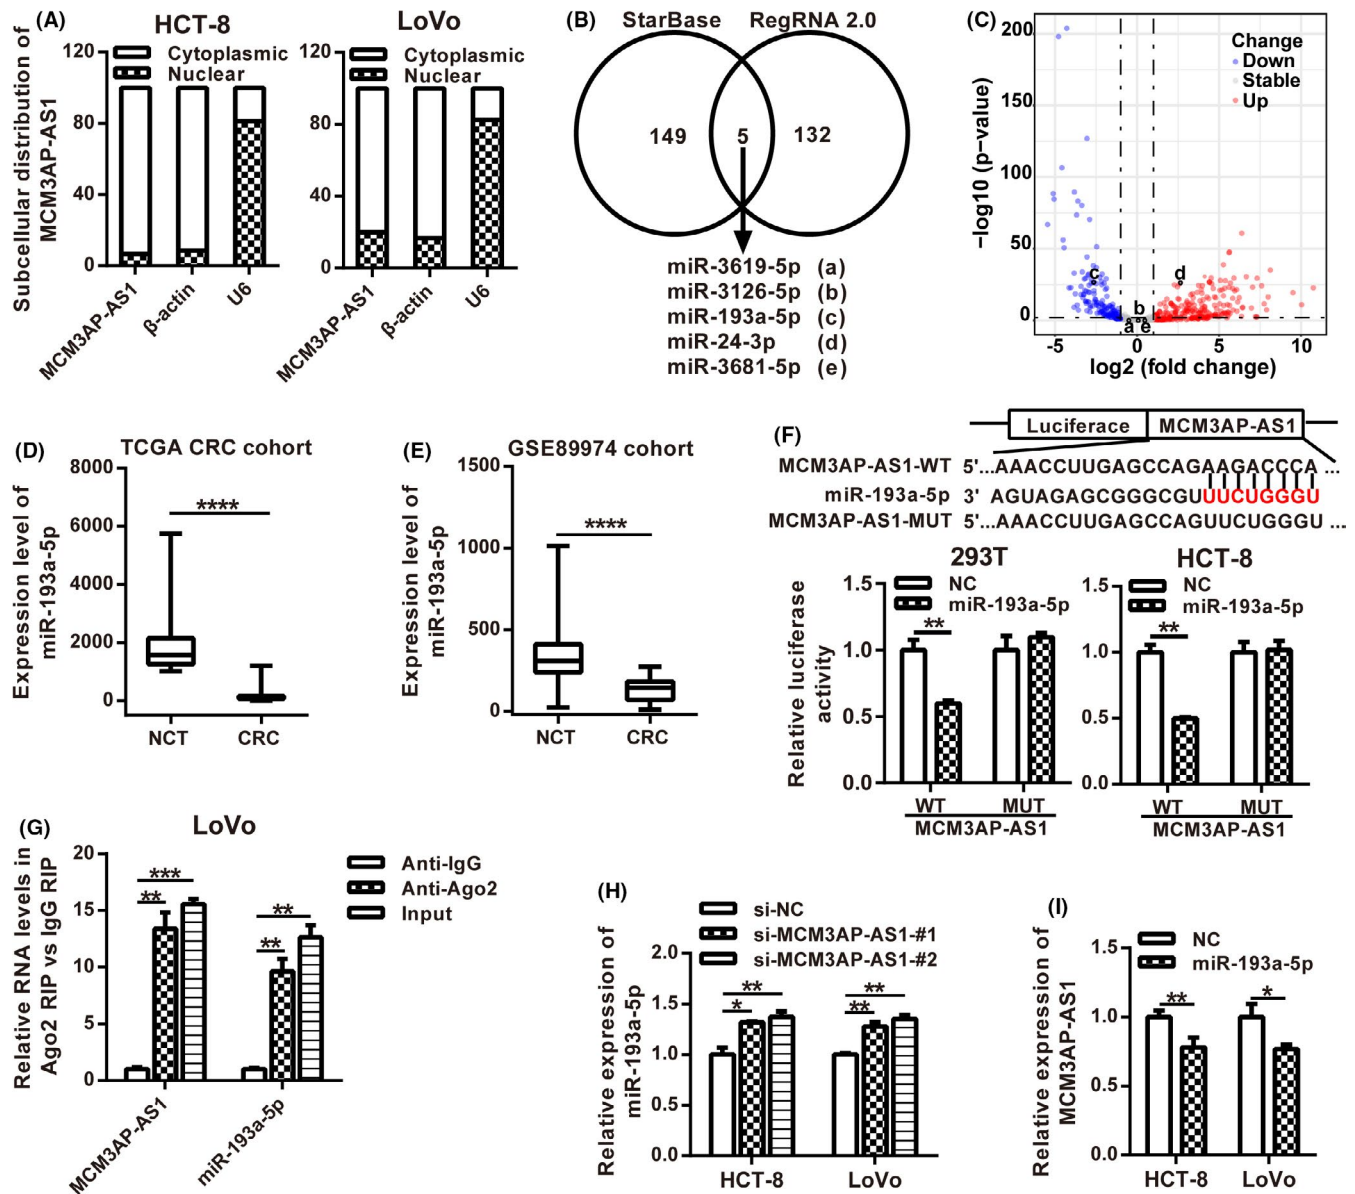 (A)
HCT-8
LoVo
Subcellular distribution of
MCM3AP-AS1
120
80
40
0
Cytoplasmic
Nuclear
MCM3AP-AS1
β-actin
U6
120
80
40
0
Cytoplasmic
Nuclear
MCM3AP-AS1
β-actin
U6
(B)
StarBase
RegRNA 2.0
149
5
132
miR-3619-5p (a)
miR-3126-5p (b)
miR-193a-5p (c)
miR-24-3p (d)
miR-3681-5p (e)
(C)
−log10 (p−value)
200
150
100
50
0
Change
Down
Stable
Up
c
d
b
a
e
-5
0
5
10
log2 (fold change)
(D)
TCGA CRC cohort
Expression level of
miR-193a-5p
8000
6000
4000
2000
0
****
NCT
CRC
(E)
GSE89974 cohort
Expression level of
miR-193a-5p
1500
1000
500
0
****
NCT
CRC
(F)
Luciferace
MCM3AP-AS1
MCM3AP-AS1-WT 5'...AAACCUUGAGCCAGAAGACCCA ...
miR-193a-5p 3' AGUAGAGCGGGCGUUUCUGGGU
MCM3AP-AS1-MUT 5'...AAACCUUGAGCCAGUUCUGGGU ...
293T
NC
miR-193a-5p
Relative luciferase
activity
1.5
1.0
0.5
0.0
**
WT
MUT
MCM3AP-AS1
HCT-8
NC
miR-193a-5p
1.5
1.0
0.5
0.0
**
WT
MUT
MCM3AP-AS1
(G)
LoVo
Relative RNA levels in
Ago2 RIP vs IgG RIP
20
15
10
5
0
***
**
**
**
Anti-IgG
Anti-Ago2
Input
MCM3AP-AS1
miR-193a-5p
(H)
si-NC
si-MCM3AP-AS1-#1
si-MCM3AP-AS1-#2
Relative expression of
miR-193a-5p
2.0
1.5
1.0
0.5
0.0
**
*
**
**
HCT-8
LoVo
(I)
NC
miR-193a-5p
Relative expression of
MCM3AP-AS1
1.5
1.0
0.5
0.0
**
*
HCT-8
LoVo